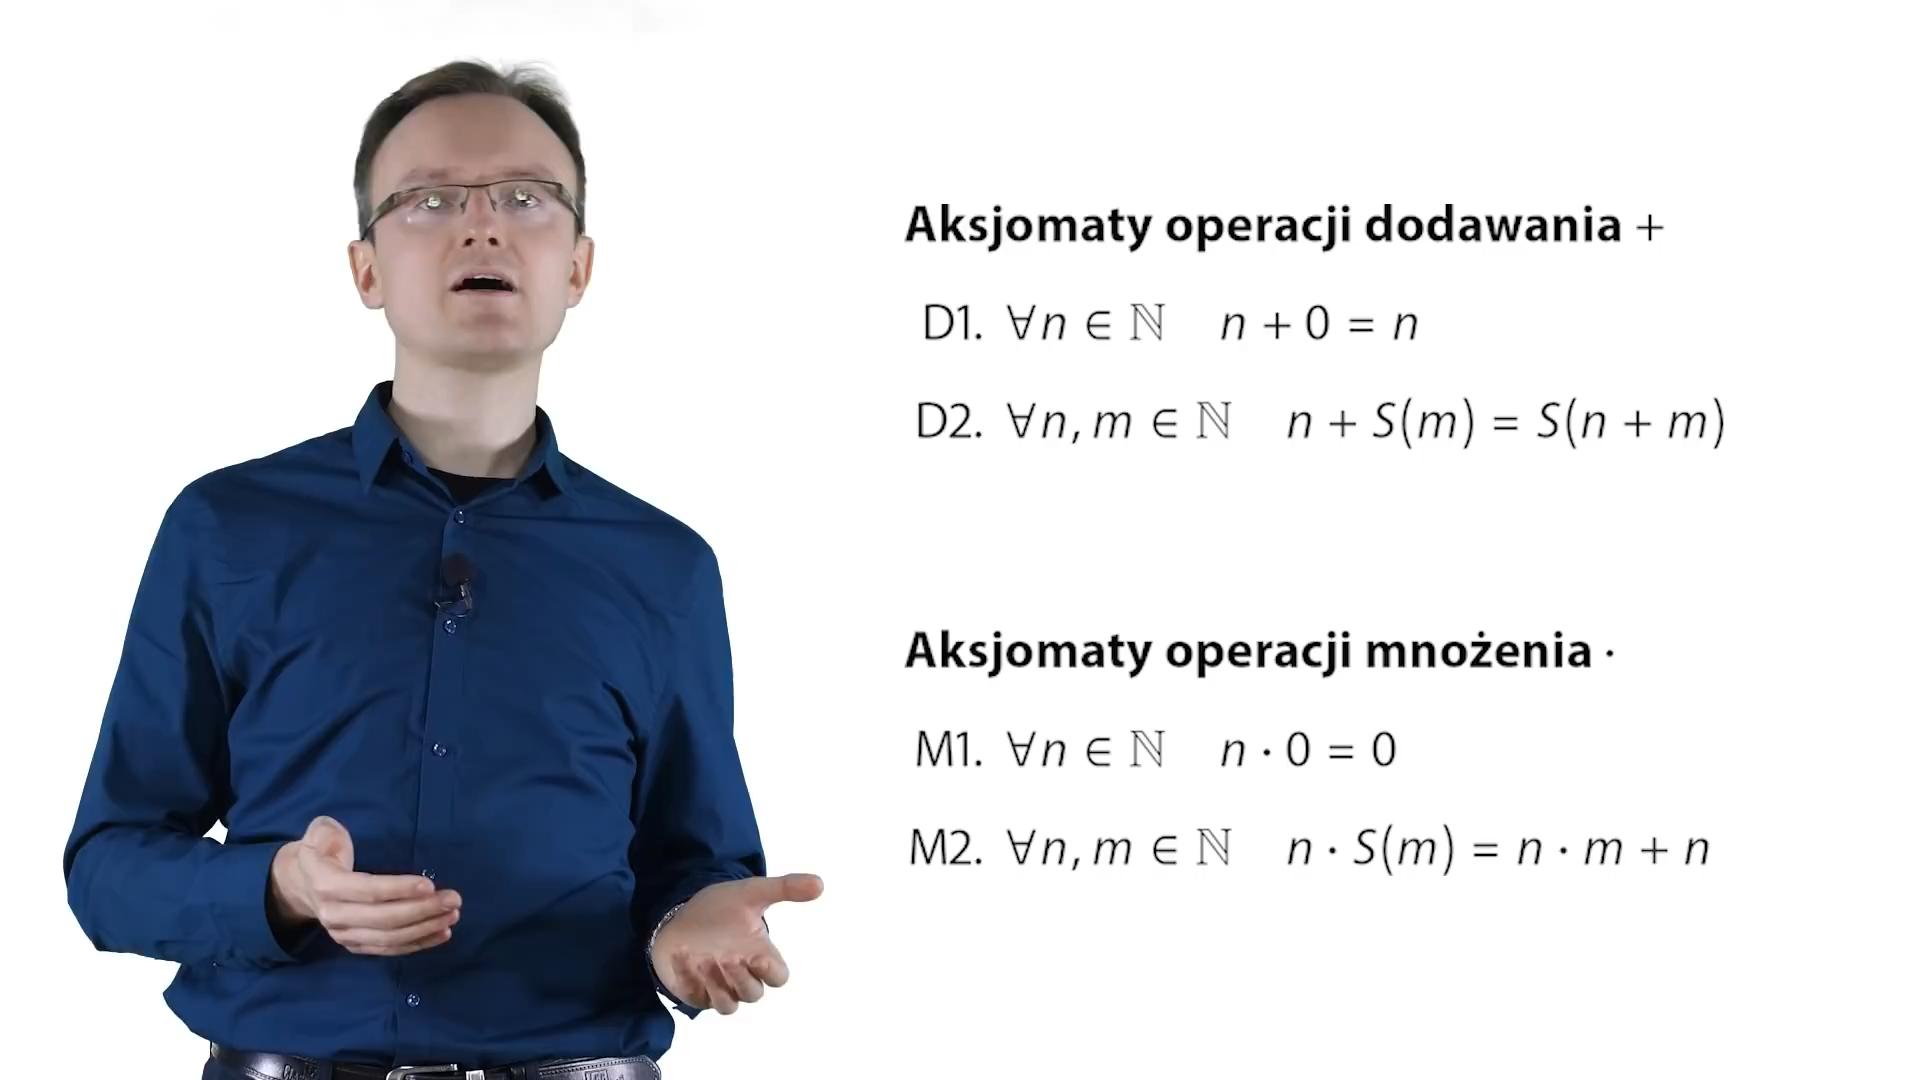 Aksjomaty operacji dodawania +
D1. ∀n ∈ ℕ n + 0 = n
D2. ∀n, m ∈ ℕ n + S(m) = S(n + m)
Aksjomaty operacji mnożenia ·
M1. ∀n ∈ ℕ n · 0 = 0
M2. ∀n, m ∈ ℕ n · S(m) = n · m + n